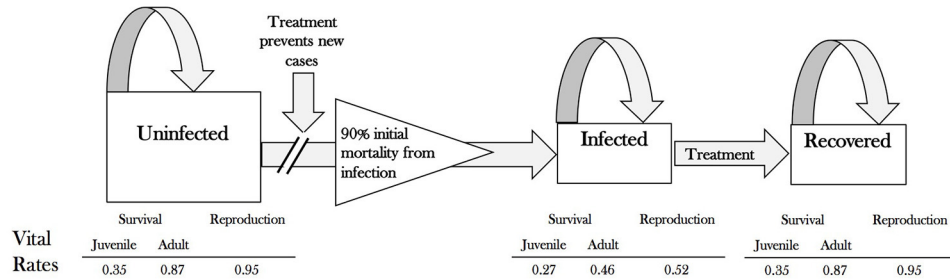 Treatment
prevents new
cases
Uninfected
90% initial
mortality from
infection
Infected
Treatment
Recovered
Survival Reproduction Survival Reproduction Survival Reproduction
Vital
Rates
Juvenile Adult Juvenile Adult Juvenile Adult
0.35 0.87 0.95 0.27 0.46 0.52 0.35 0.87 0.95